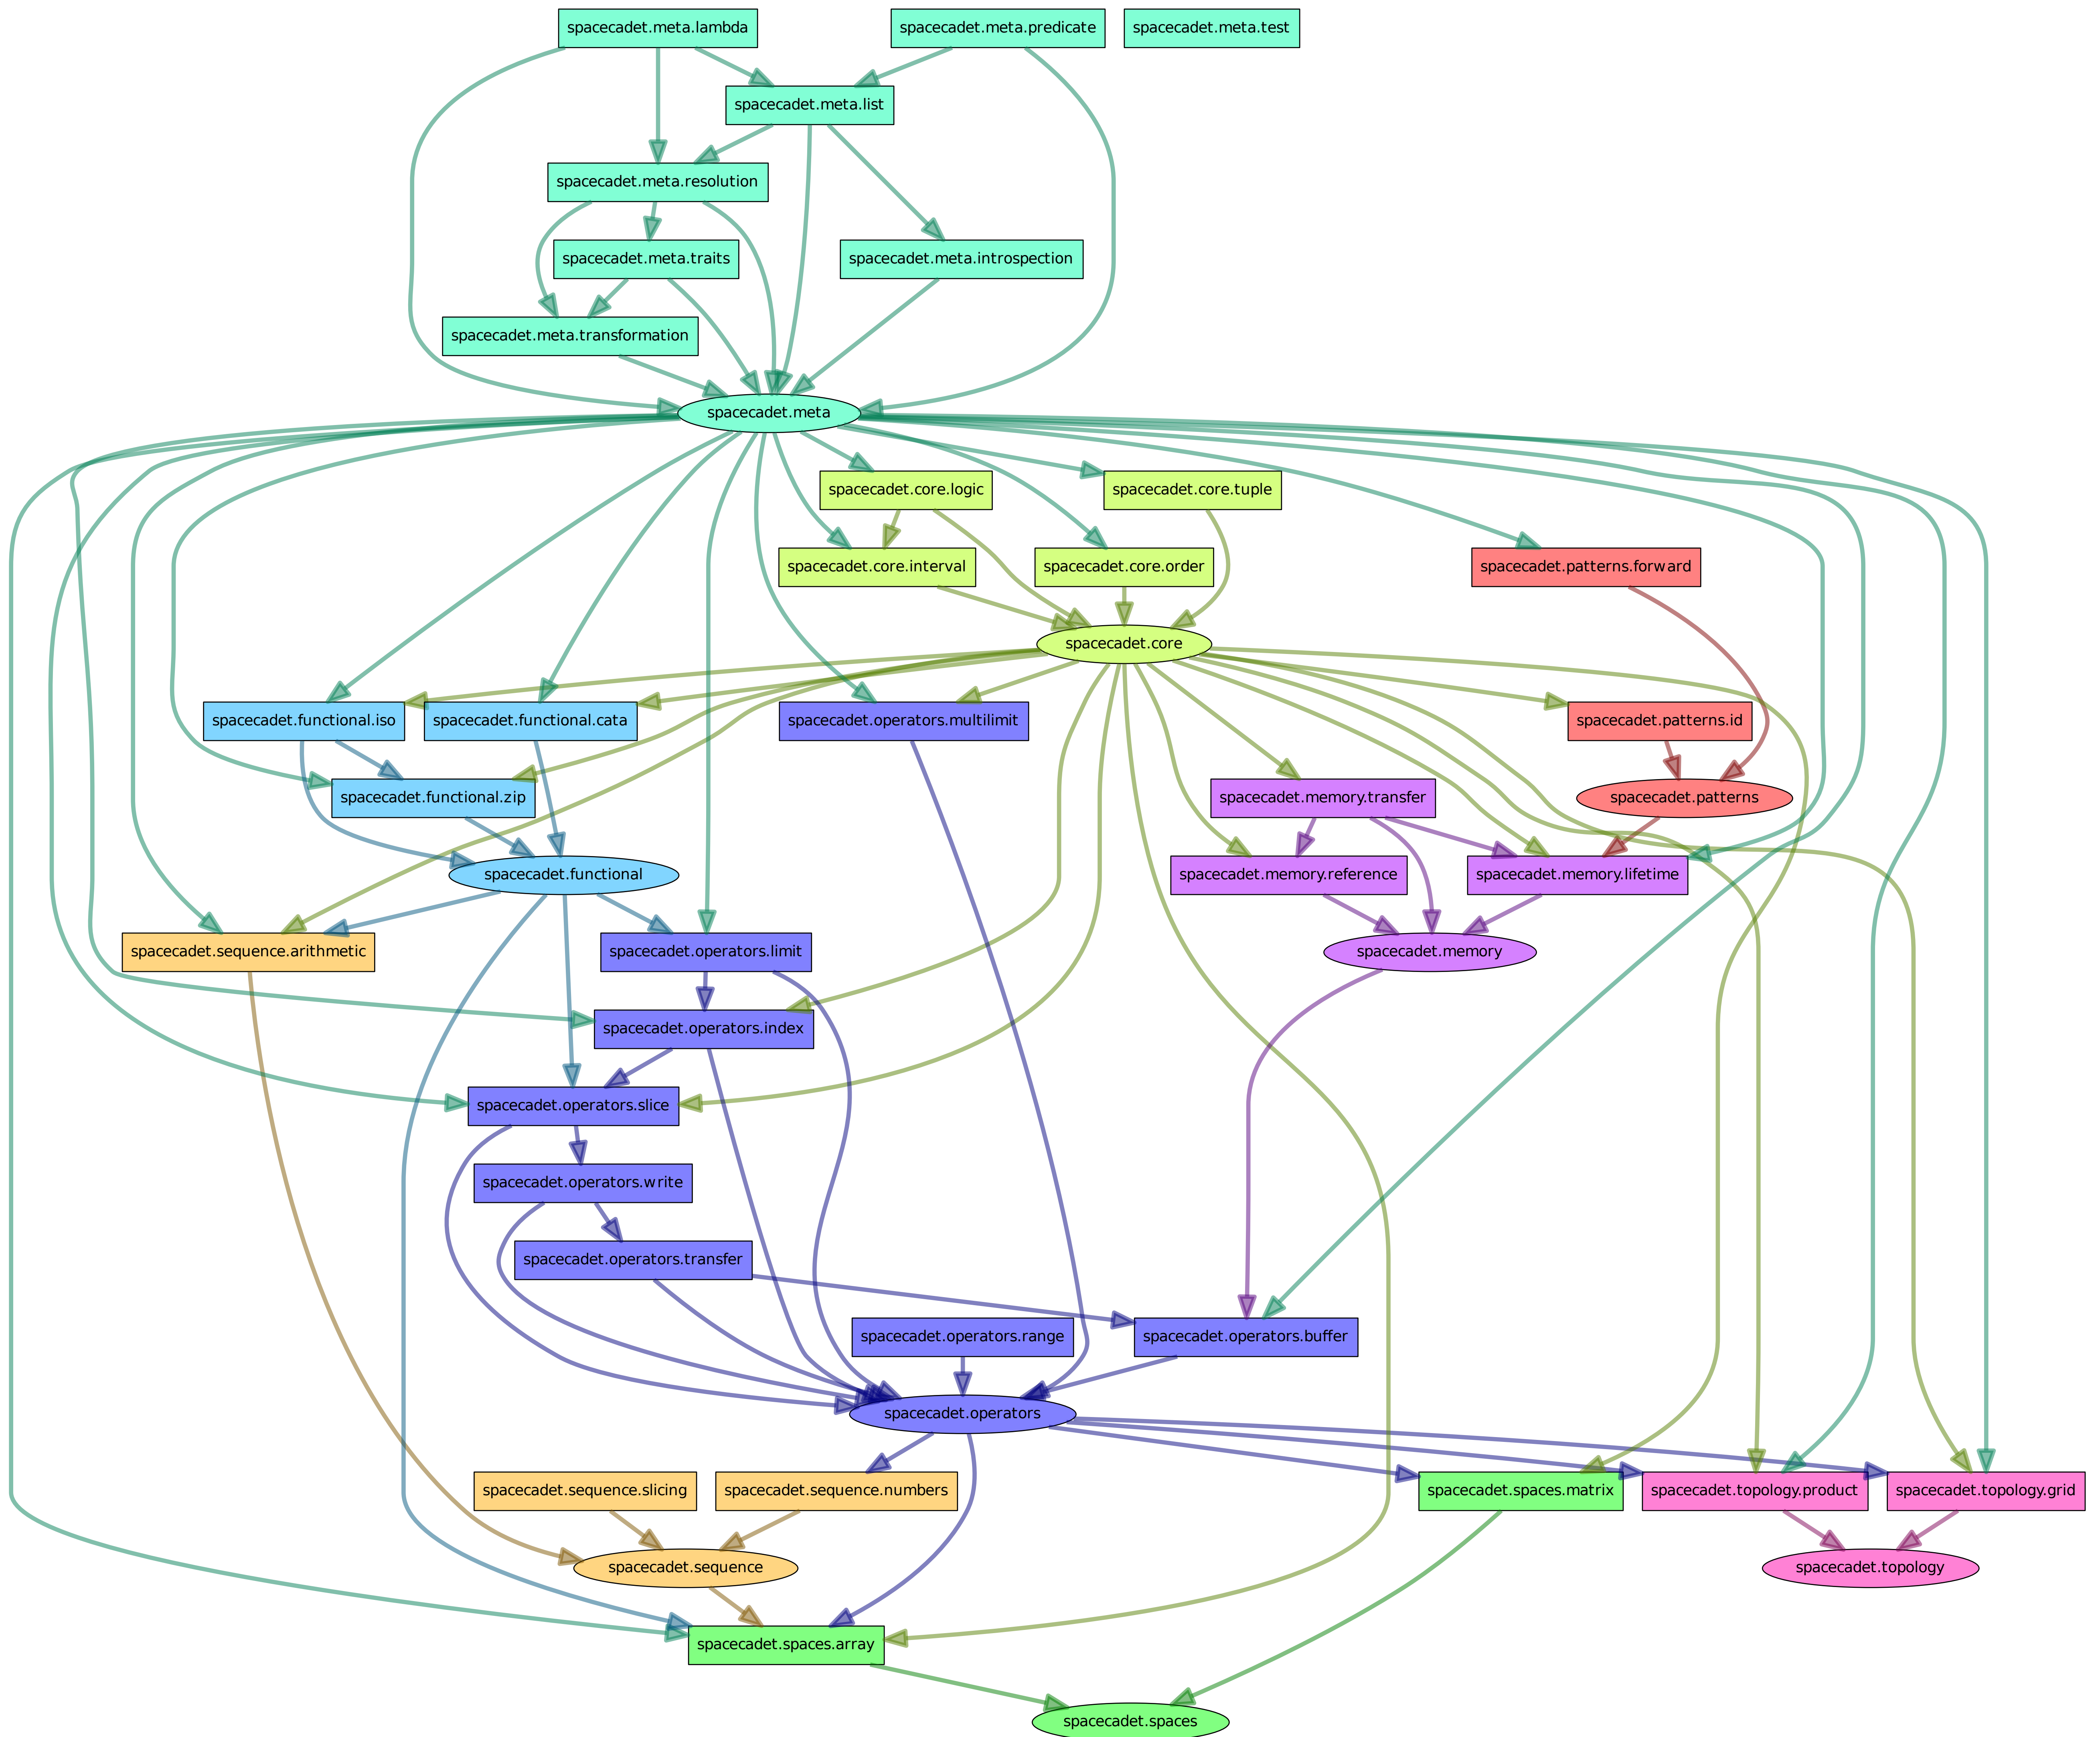 spacecadet.meta.lambda
spacecadet.meta.predicate
spacecadet.meta.test
spacecadet.meta.list
spacecadet.meta.resolution
spacecadet.meta.traits
spacecadet.meta.introspection
spacecadet.meta.transformation
spacecadet.meta
spacecadet.core.logic
spacecadet.core.tuple
spacecadet.core.interval
spacecadet.core.order
spacecadet.patterns.forward
spacecadet.core
spacecadet.functional.iso
spacecadet.functional.cata
spacecadet.operators.multilimit
spacecadet.patterns.id
spacecadet.functional.zip
spacecadet.memory.transfer
spacecadet.patterns
spacecadet.functional
spacecadet.memory.reference
spacecadet.memory.lifetime
spacecadet.sequence.arithmetic
spacecadet.operators.limit
spacecadet.memory
spacecadet.operators.index
spacecadet.operators.slice
spacecadet.operators.write
spacecadet.operators.transfer
spacecadet.operators.range
spacecadet.operators.buffer
spacecadet.operators
spacecadet.sequence.slicing
spacecadet.sequence.numbers
spacecadet.spaces.matrix
spacecadet.topology.product
spacecadet.topology.grid
spacecadet.sequence
spacecadet.topology
spacecadet.spaces.array
spacecadet.spaces